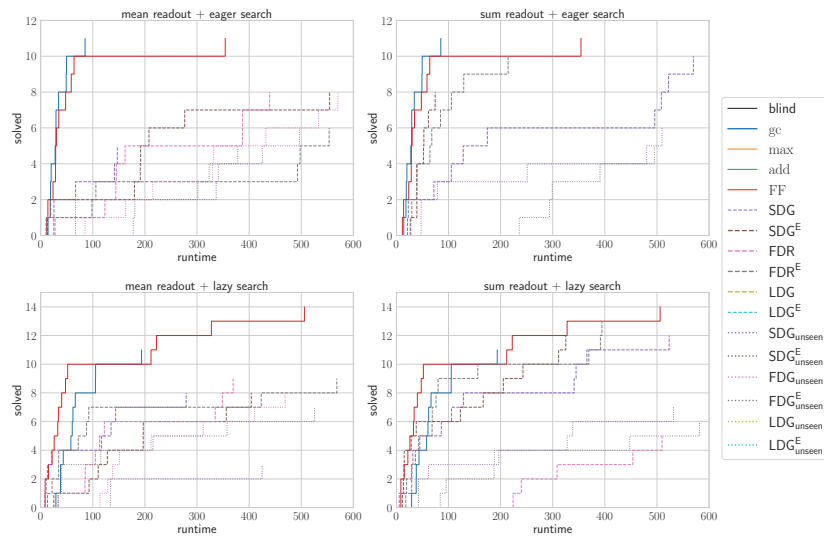 mean readout + eager search
sum readout + eager search
12
10
8
6
4
2
0
solved
0 100 200 300 400 500 600
runtime
12
10
8
6
4
2
0
solved
0 100 200 300 400 500 600
runtime
mean readout + lazy search
sum readout + lazy search
14
12
10
8
6
4
2
0
solved
0 100 200 300 400 500 600
runtime
14
12
10
8
6
4
2
0
solved
0 100 200 300 400 500 600
runtime
blind
gc
max
add
FF
SDG
SDG^E
FDR
FDR^E
LDG
LDG^E
SDG_unseen
SDG^E_unseen
FDG_unseen
FDG^E_unseen
LDG_unseen
LDG^E_unseen